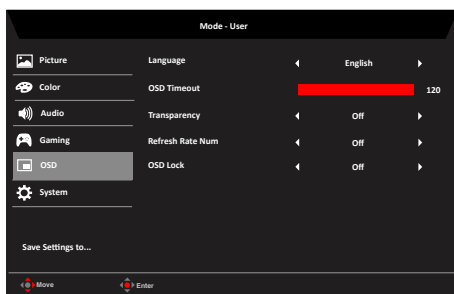 Mode - User
Picture
Language English
Color
OSD Timeout 120
Audio
Transparency Off
Gaming
Refresh Rate Num Off
OSD
OSD Lock Off
System
Save Settings to...
Move Enter